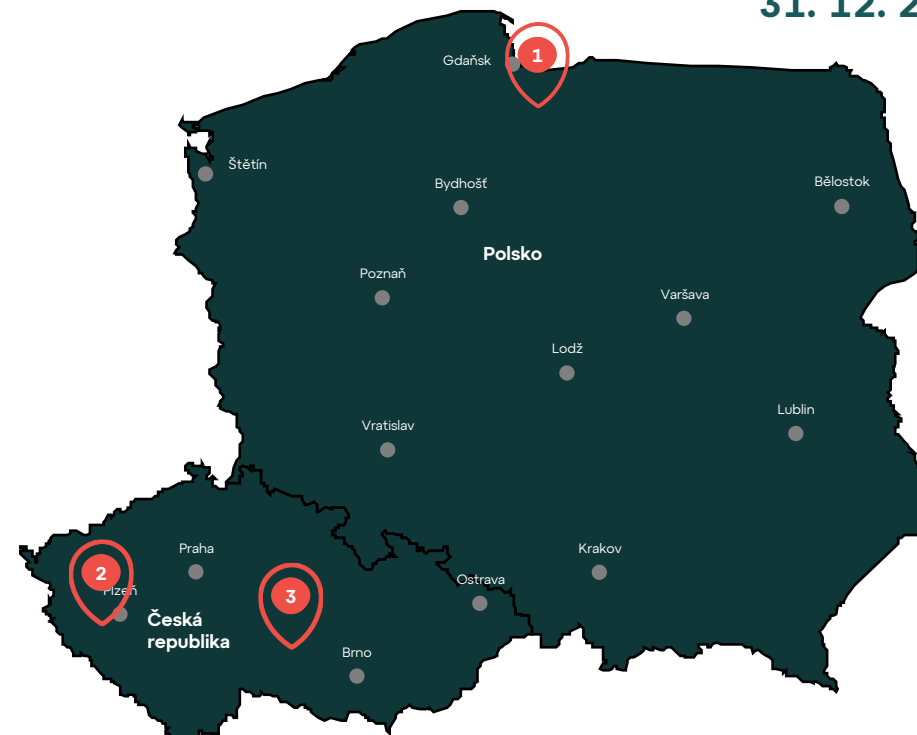 31. 12. 2
Gdaňsk
1
Štětín
Bydhošť
Bělostok
Polsko
Poznaň
Varšava
Lodž
Lublin
Vratislav
Praha
Krakov
2
Plzeň
Ostrava
3
Česká
republika
Brno